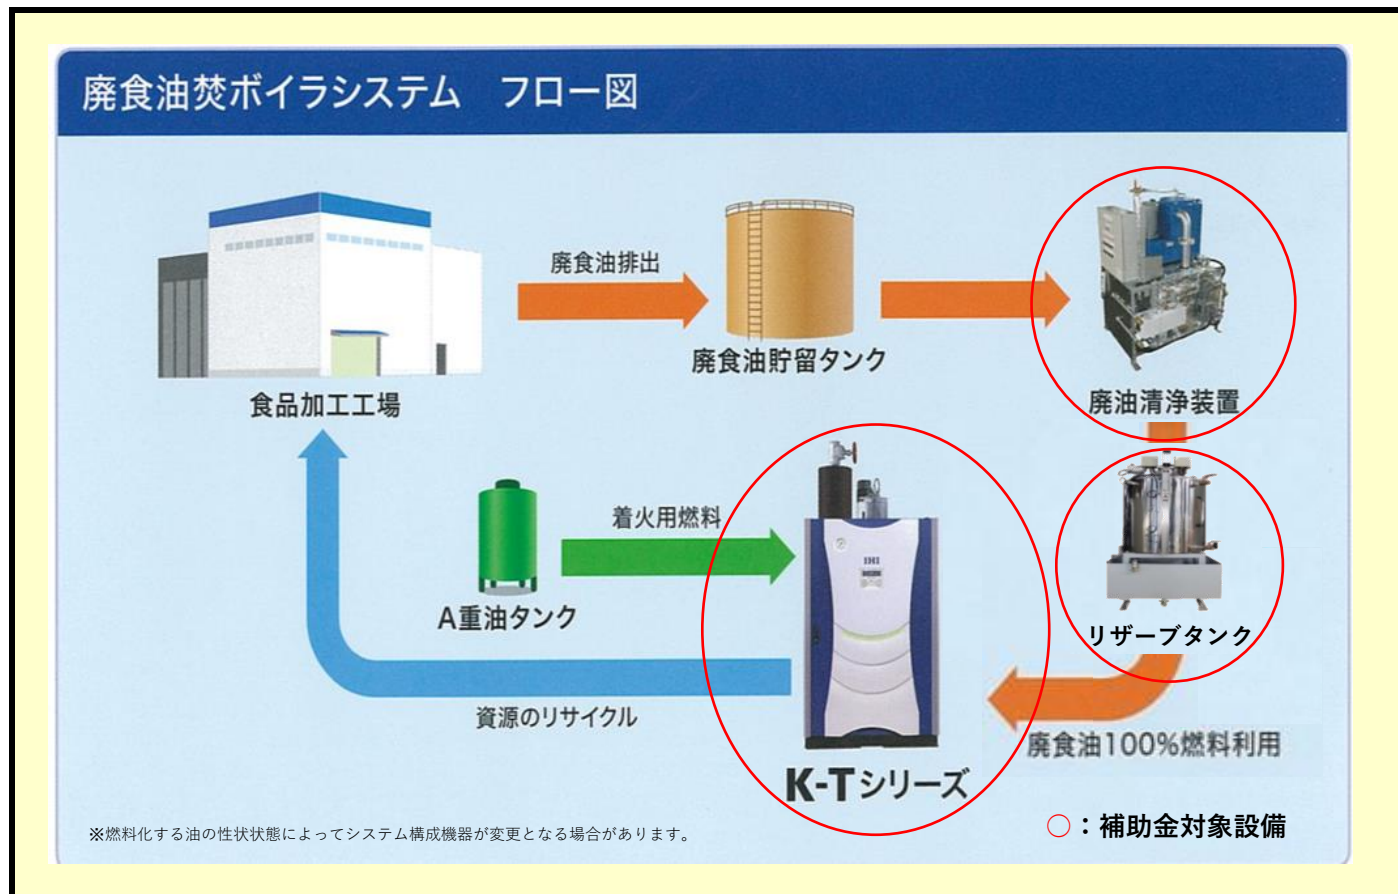 廃食油焚ボイラシステム フロー図
廃食油排出
廃食油貯留タンク
廃油清浄装置
食品加工工場
着火用燃料
A重油タンク
IHI
リザーブタンク
資源のリサイクル
廃食油100%燃料利用
K-Tシリーズ
※燃料化する油の性状状態によってシステム構成機器が変更となる場合があります。
○：補助金対象設備